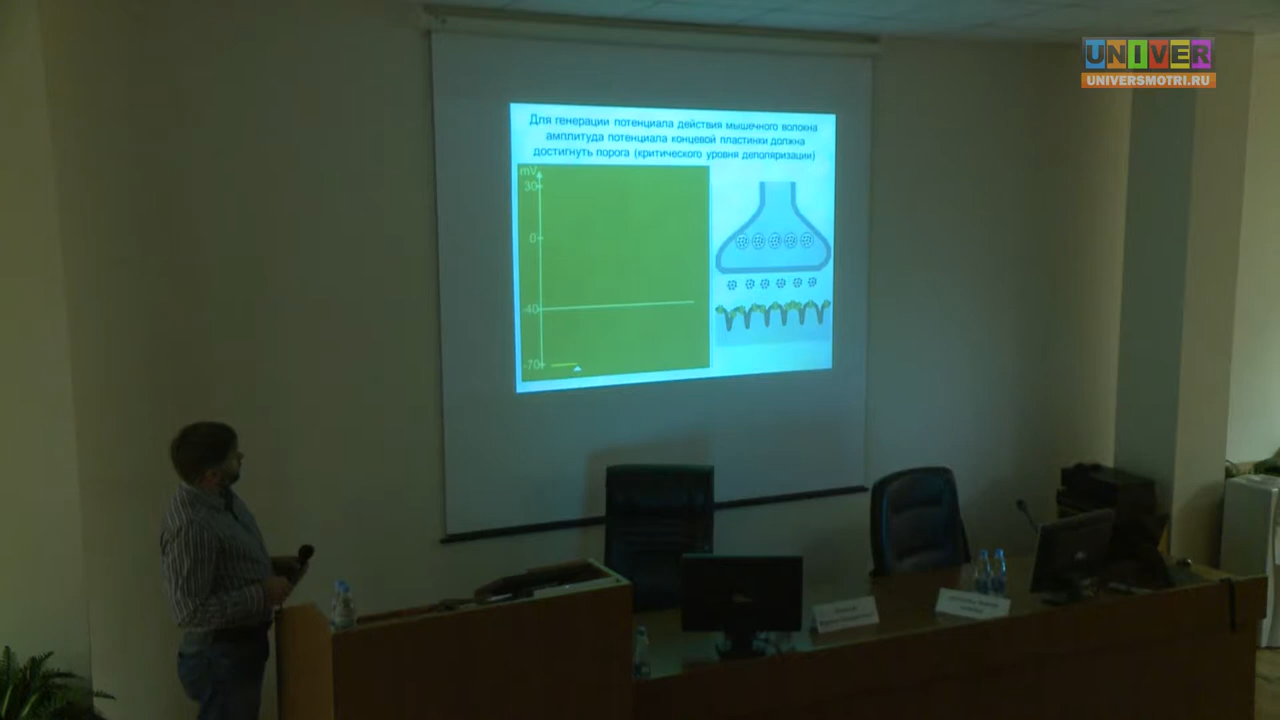 UNIVER
UNIVERSMOTRI.RU
Для генерации потенциала действия мышечного волокна
амплитуда потенциала концевой пластинки должна
достигнуть порога (критического уровня деполяризации)
mV
30
0
-40
-70